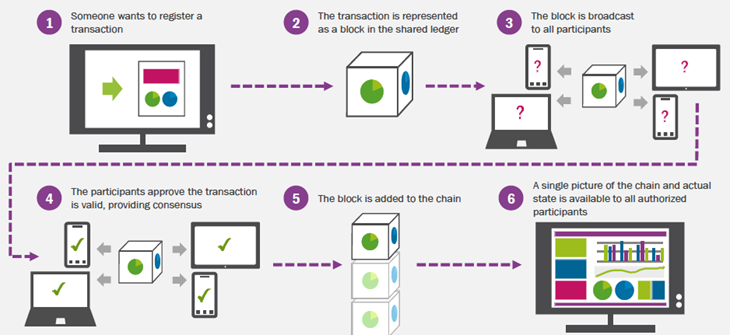 1
Someone wants to register a
transaction
2
The transaction is represented
as a block in the shared ledger
3
The block is broadcast
to all participants
?
?
?
?
4
The participants approve the transaction
is valid, providing consensus
5
The block is added to the chain
6
A single picture of the chain and actual
state is available to all authorized
participants